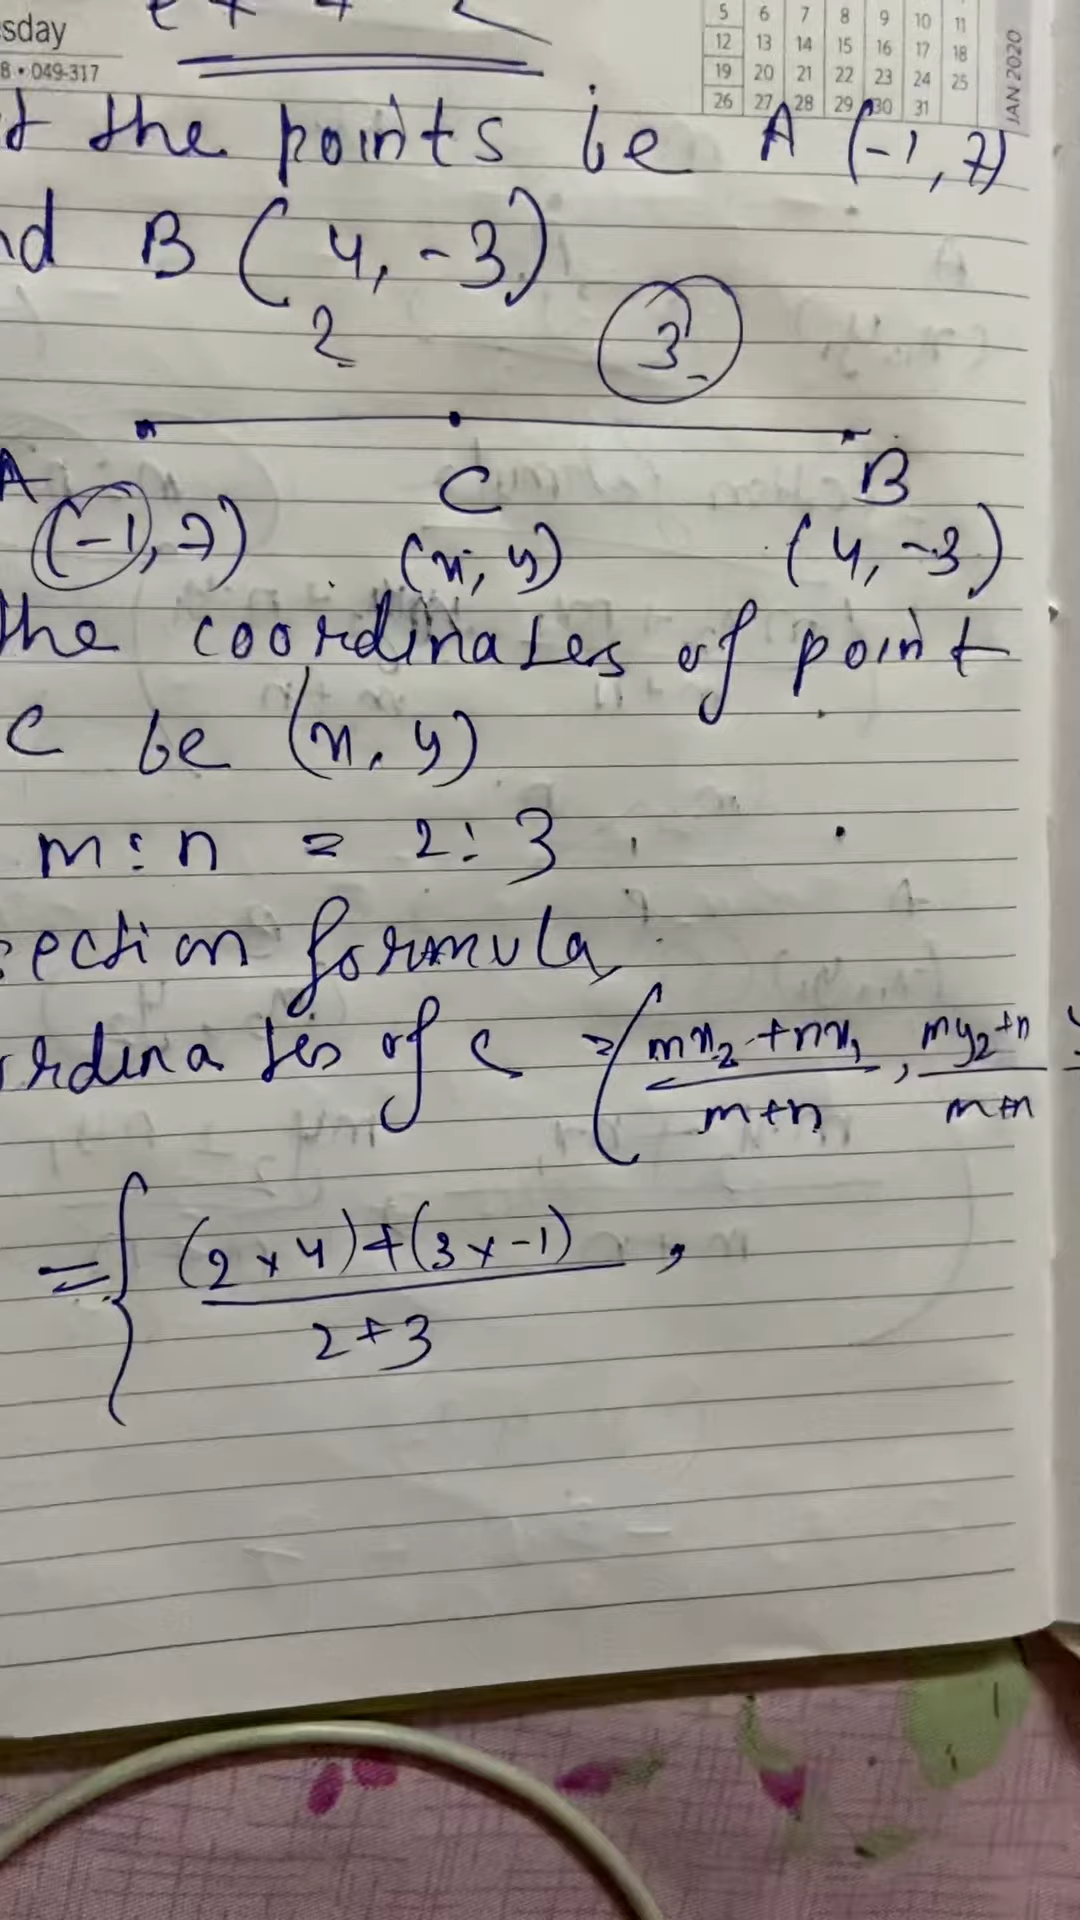 sday
8 • 049-317
5 6 7 8 9 10 11
12 13 14 15 16 17 18
19 20 21 22 23 24 25
26 27 28 29 30 31
JAN 2020
the points be A (-1, 7)
B (4, -3)
2 3
A C B
(-1, 7) (x, y) (4, -3)
the coordinates of point
C be (x, y)
m : n = 2 : 3
ection formula
rdinates of C = ( mx₂ + nx₁ / m+n , my₂ + n / m+n
= { (2 x 4) + (3 x -1) / 2 + 3 ,